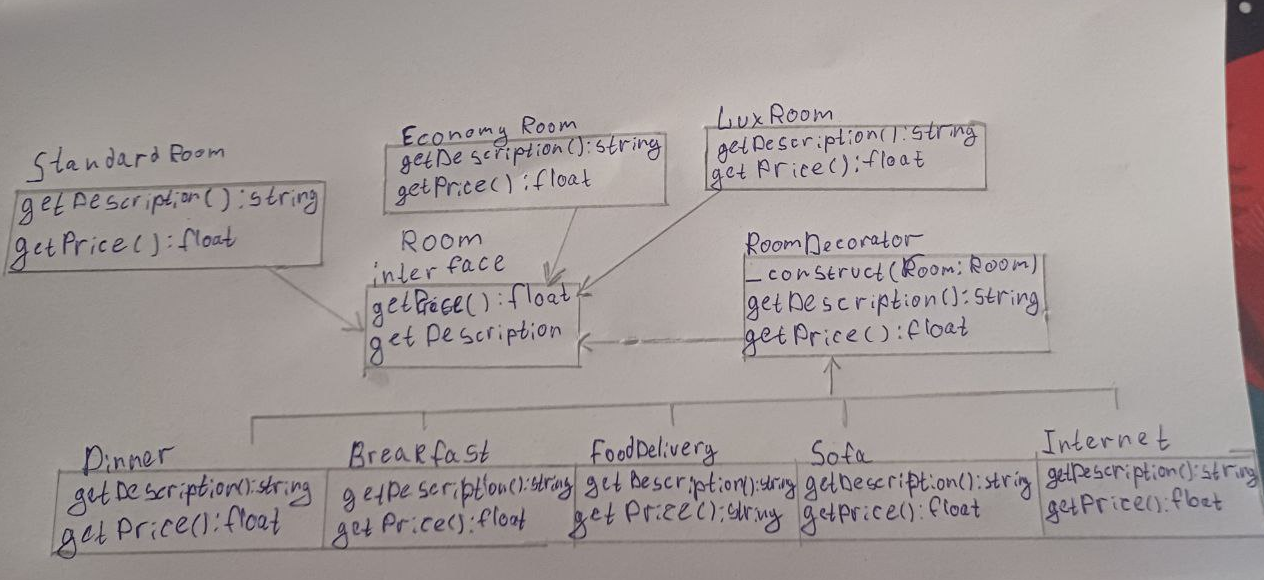 Standard Room
getDescription():string
getPrice():float
Economy Room
getDescription():string
getPrice():float
Lux Room
getDescription():string
getPrice():float
Room
interface
getPrice():float
getDescription
RoomDecorator
_construct(Room:Room)
getDescription():string
getPrice():float
Dinner
getDescription():string
getPrice():float
Breakfast
getDescription():string
getPrice():float
FoodDelivery
getDescription():string
getPrice():string
Sofa
getDescription():string
getprice():float
Internet
getDescription():string
getprice():float